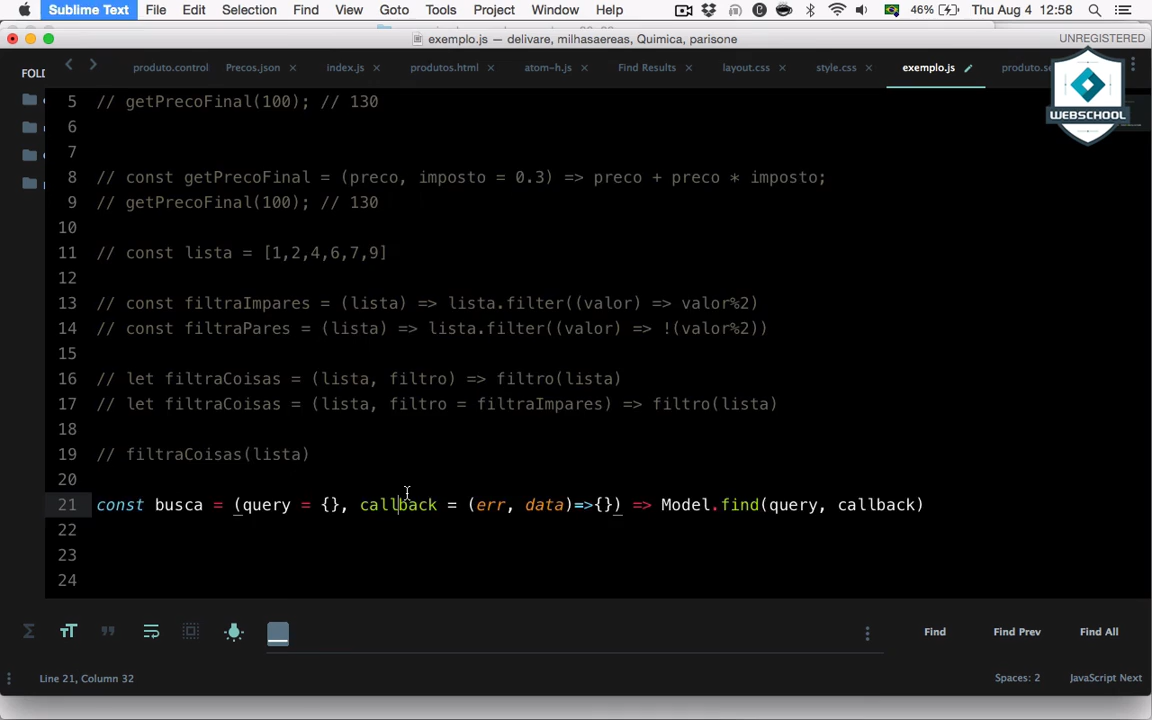 Sublime Text File Edit Selection Find View Goto Tools Project Window Help 46% Thu Aug 4 12:58
exemplo.js — delivare, milhasaereas, Quimica, parisone UNREGISTERED
FOLD produto.control Precos.json index.js produtos.html atom-h.js Find Results layout.css style.css exemplo.js
WEBSCHOOL
5 // getPrecoFinal(100); // 130
6
7
8 // const getPrecoFinal = (preco, imposto = 0.3) => preco + preco * imposto;
9 // getPrecoFinal(100); // 130
10
11 // const lista = [1,2,4,6,7,9]
12
13 // const filtraImpares = (lista) => lista.filter((valor) => valor%2)
14 // const filtraPares = (lista) => lista.filter((valor) => !(valor%2))
15
16 // let filtraCoisas = (lista, filtro) => filtro(lista)
17 // let filtraCoisas = (lista, filtro = filtraImpares) => filtro(lista)
18
19 // filtraCoisas(lista)
20
21 const busca = (query = {}, callback = (err, data)=>{}) => Model.find(query, callback)
22
23
24
Find Find Prev Find All
Line 21, Column 32 Spaces: 2 JavaScript Next